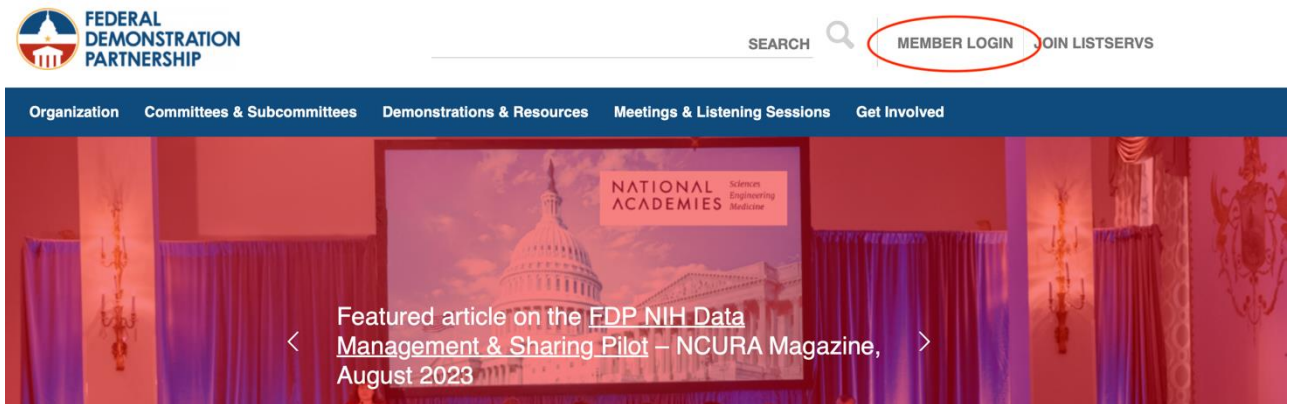 FEDERAL
DEMONSTRATION
PARTNERSHIP
SEARCH
MEMBER LOGIN
JOIN LISTSERVS
Organization
Committees & Subcommittees
Demonstrations & Resources
Meetings & Listening Sessions
Get Involved
NATIONAL
ACADEMIES
Sciences
Engineering
Medicine
Featured article on the FDP NIH Data
Management & Sharing Pilot – NCURA Magazine,
August 2023